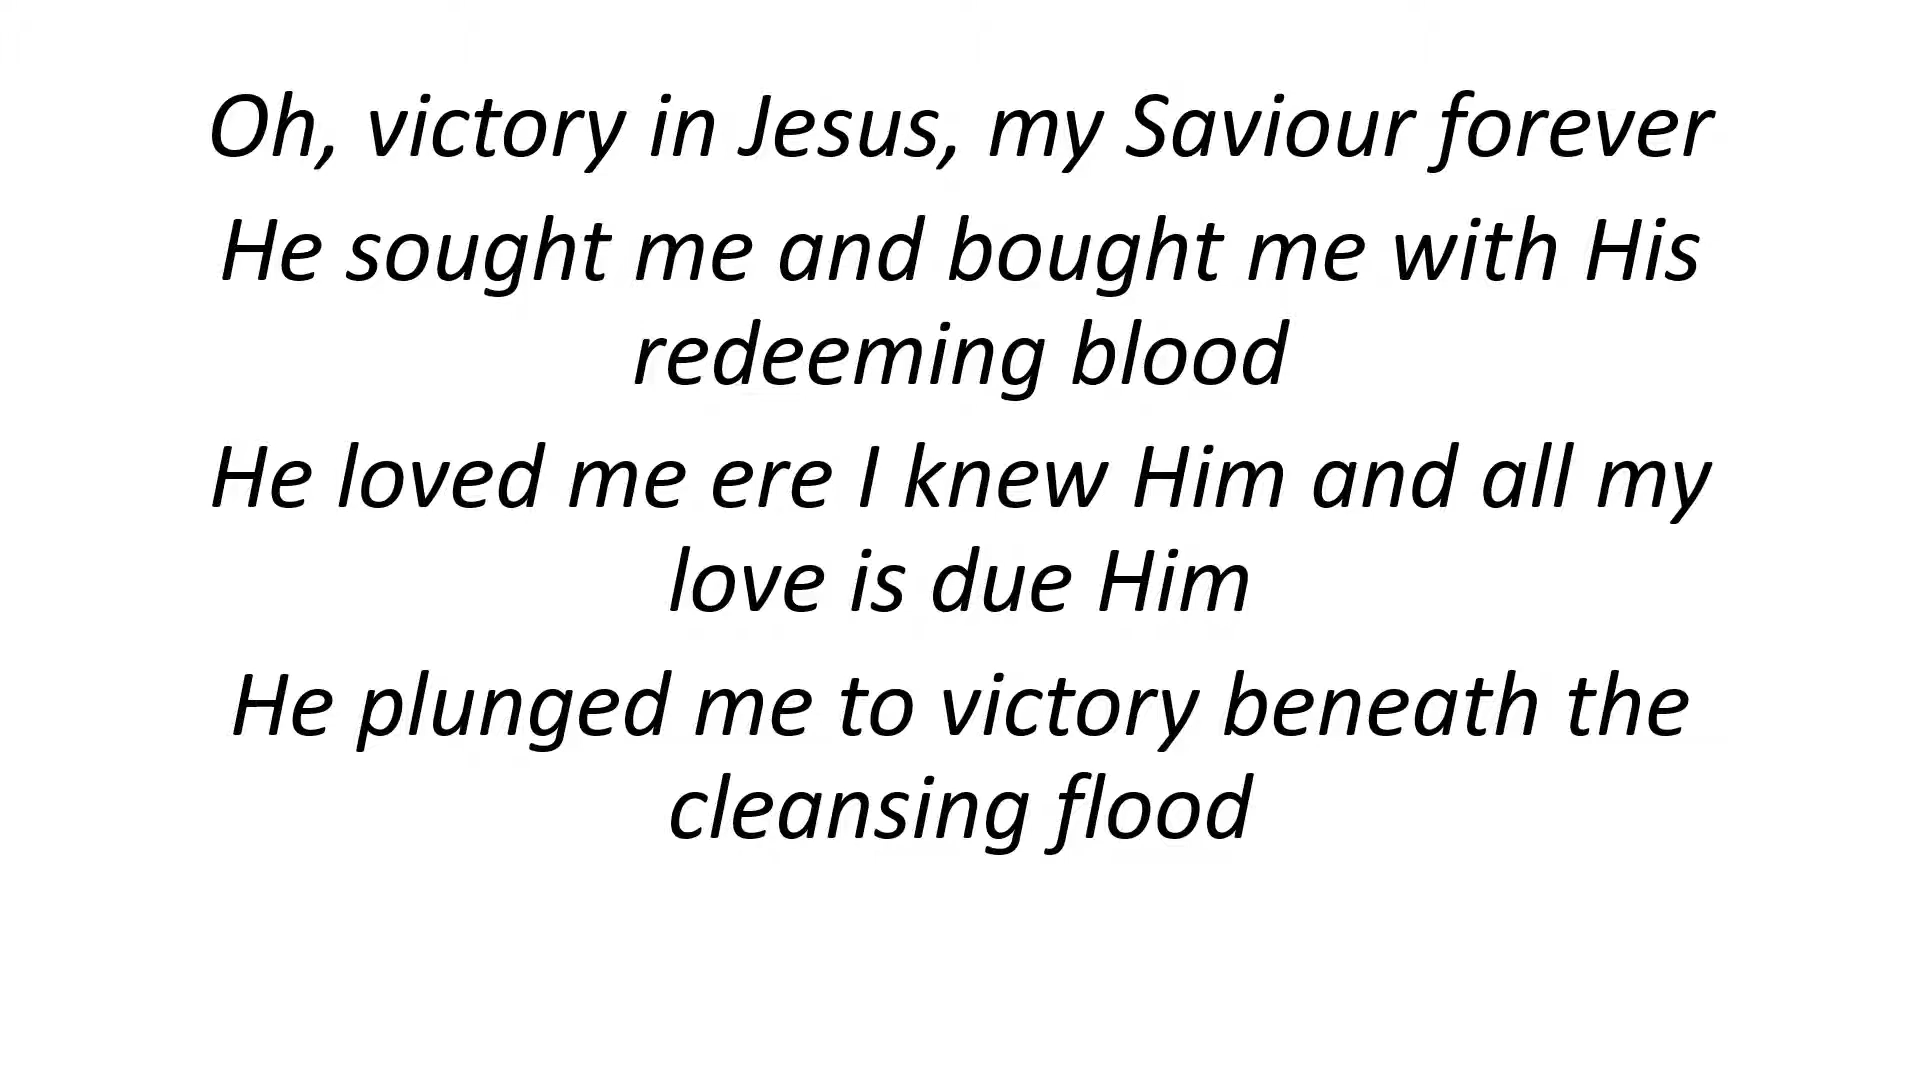 Oh, victory in Jesus, my Saviour forever
He sought me and bought me with His
redeeming blood
He loved me ere I knew Him and all my
love is due Him
He plunged me to victory beneath the
cleansing flood